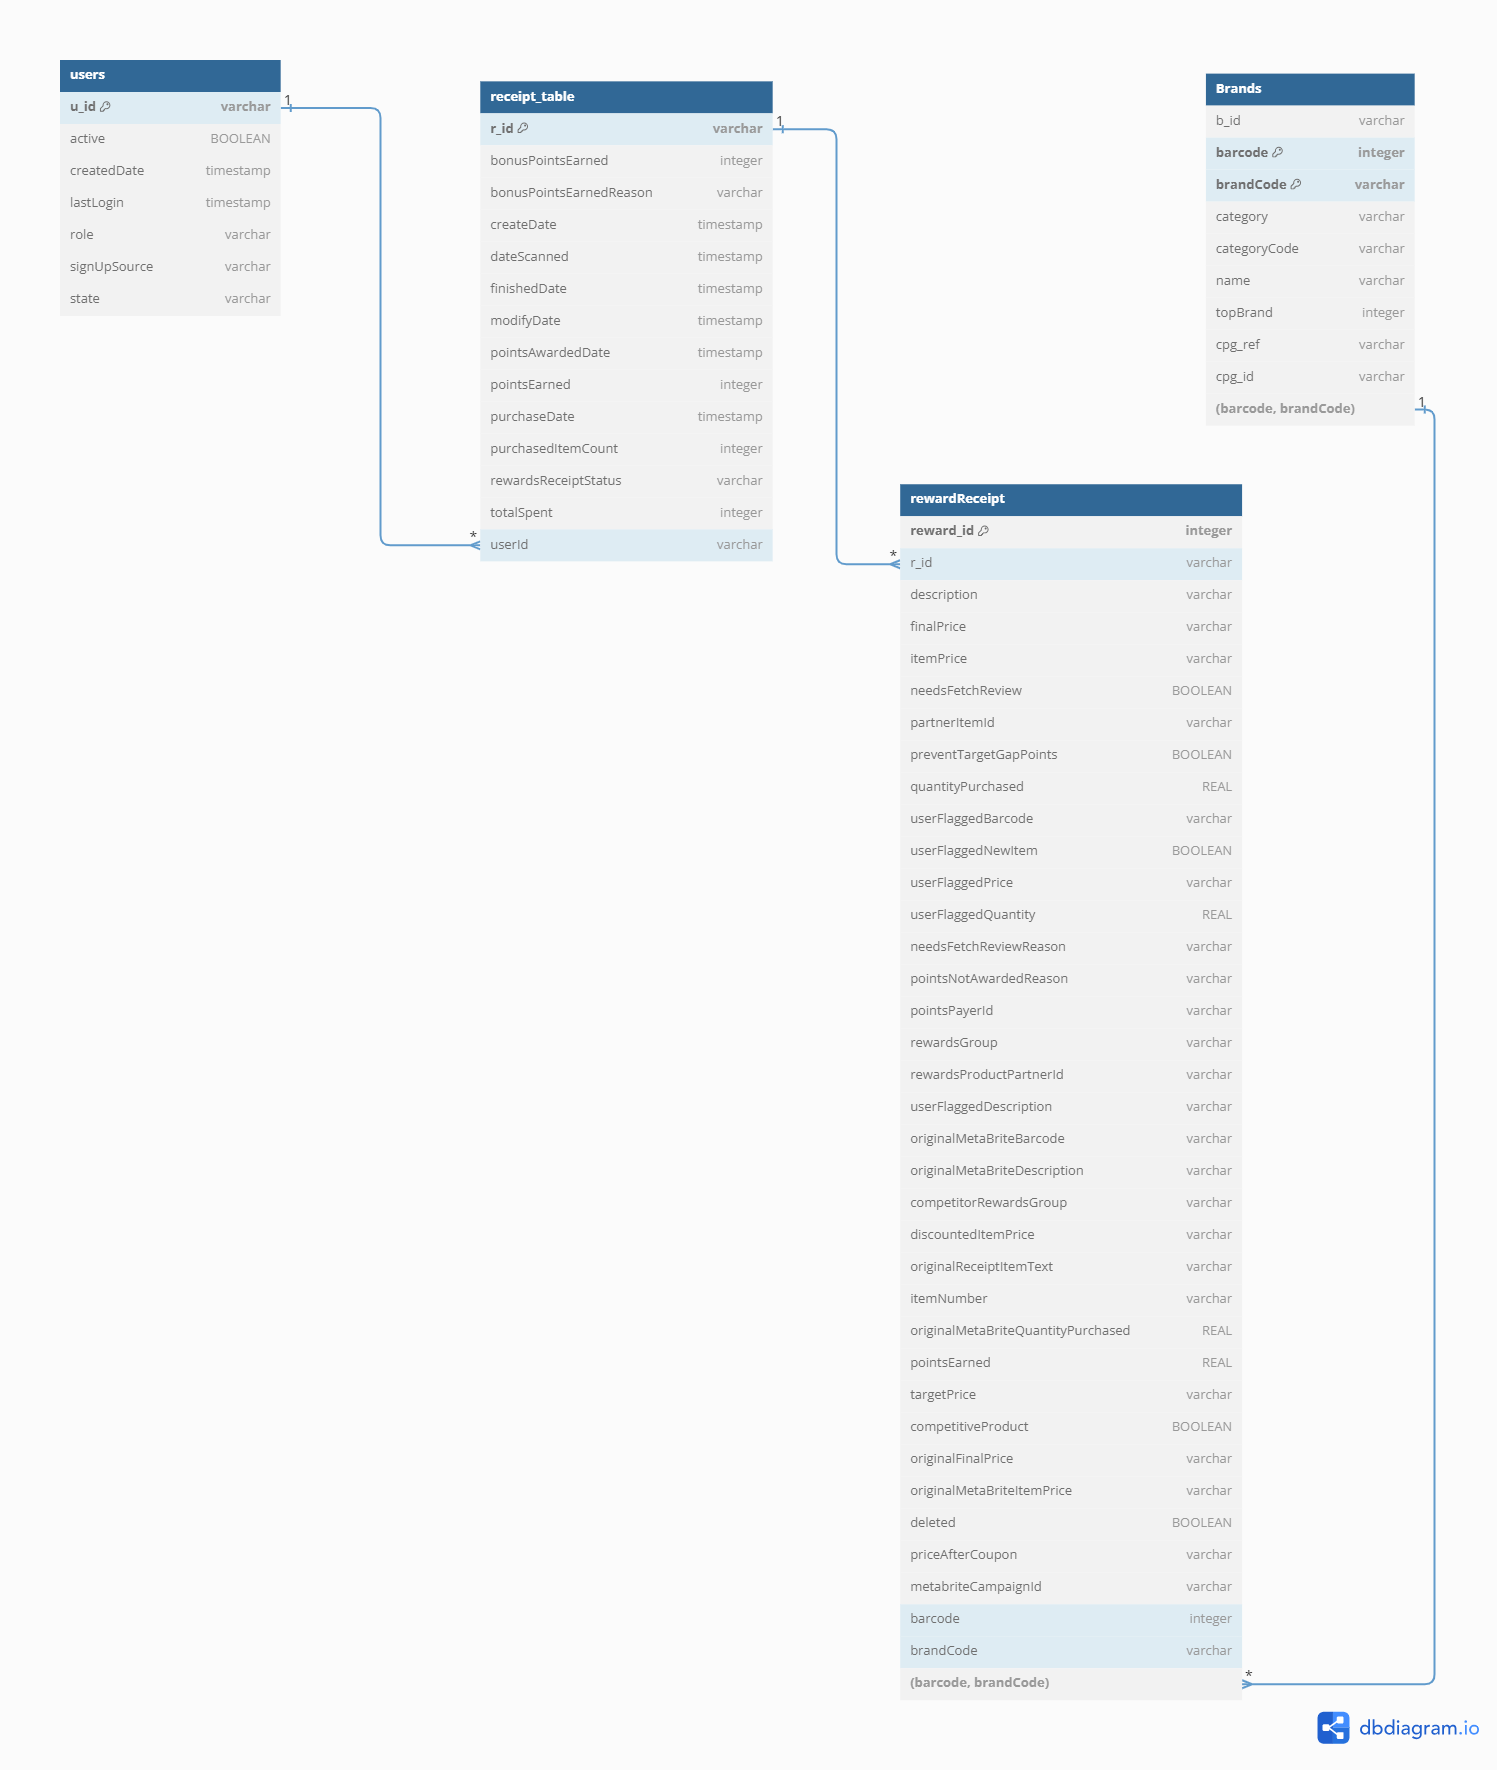 users
u_id varchar
active BOOLEAN
createdDate timestamp
lastLogin timestamp
role varchar
signUpSource varchar
state varchar
1
receipt_table
r_id varchar
bonusPointsEarned integer
bonusPointsEarnedReason varchar
createDate timestamp
dateScanned timestamp
finishedDate timestamp
modifyDate timestamp
pointsAwardedDate timestamp
pointsEarned integer
purchaseDate timestamp
purchasedItemCount integer
rewardsReceiptStatus varchar
totalSpent integer
* userId varchar
1
Brands
b_id varchar
barcode integer
brandCode varchar
category varchar
categoryCode varchar
name varchar
topBrand integer
cpg_ref varchar
cpg_id varchar
(barcode, brandCode)
1
rewardReceipt
reward_id integer
* r_id varchar
description varchar
finalPrice varchar
itemPrice varchar
needsFetchReview BOOLEAN
partnerItemId varchar
preventTargetGapPoints BOOLEAN
quantityPurchased REAL
userFlaggedBarcode varchar
userFlaggedNewItem BOOLEAN
userFlaggedPrice varchar
userFlaggedQuantity REAL
needsFetchReviewReason varchar
pointsNotAwardedReason varchar
pointsPayerId varchar
rewardsGroup varchar
rewardsProductPartnerId varchar
userFlaggedDescription varchar
originalMetaBriteBarcode varchar
originalMetaBriteDescription varchar
competitorRewardsGroup varchar
discountedItemPrice varchar
originalReceiptItemText varchar
itemNumber varchar
originalMetaBriteQuantityPurchased REAL
pointsEarned REAL
targetPrice varchar
competitiveProduct BOOLEAN
originalFinalPrice varchar
originalMetaBriteItemPrice varchar
deleted BOOLEAN
priceAfterCoupon varchar
metabriteCampaignId varchar
barcode integer
brandCode varchar
(barcode, brandCode) *
dbdiagram.io